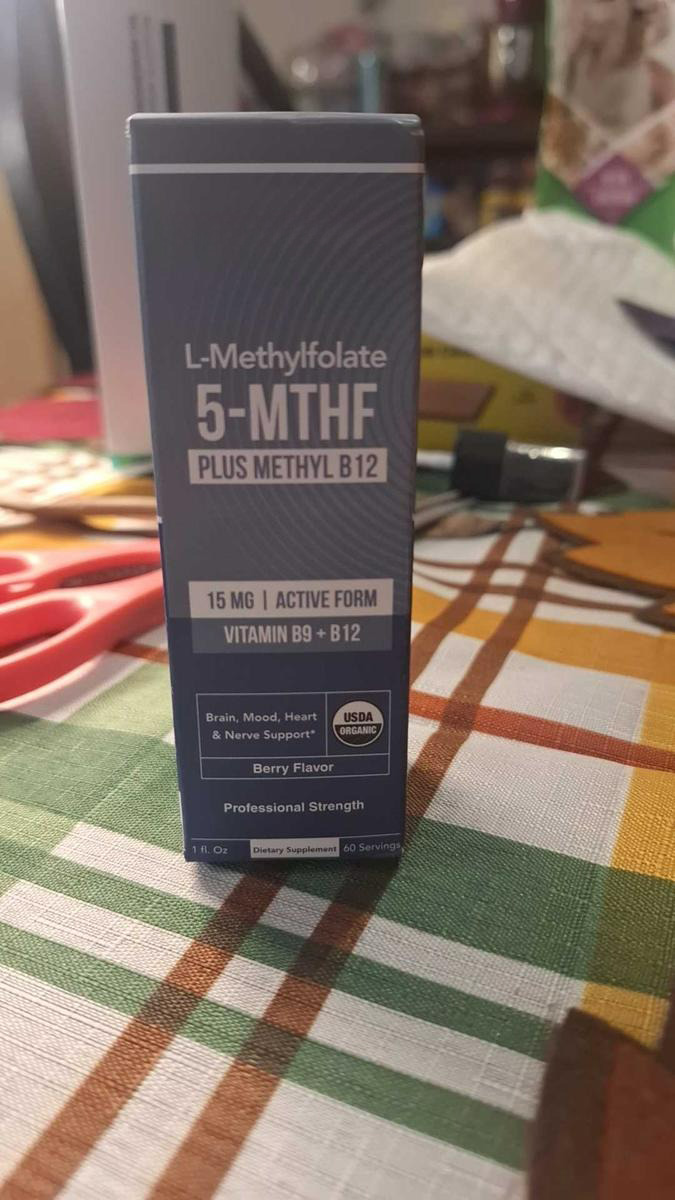 L-Methylfolate
5-MTHF
PLUS METHYL B12
15 MG | ACTIVE FORM
VITAMIN B9 + B12
Brain, Mood, Heart
& Nerve Support*
USDA
ORGANIC
Berry Flavor
Professional Strength
1 fl. Oz Dietary Supplement 60 Servings